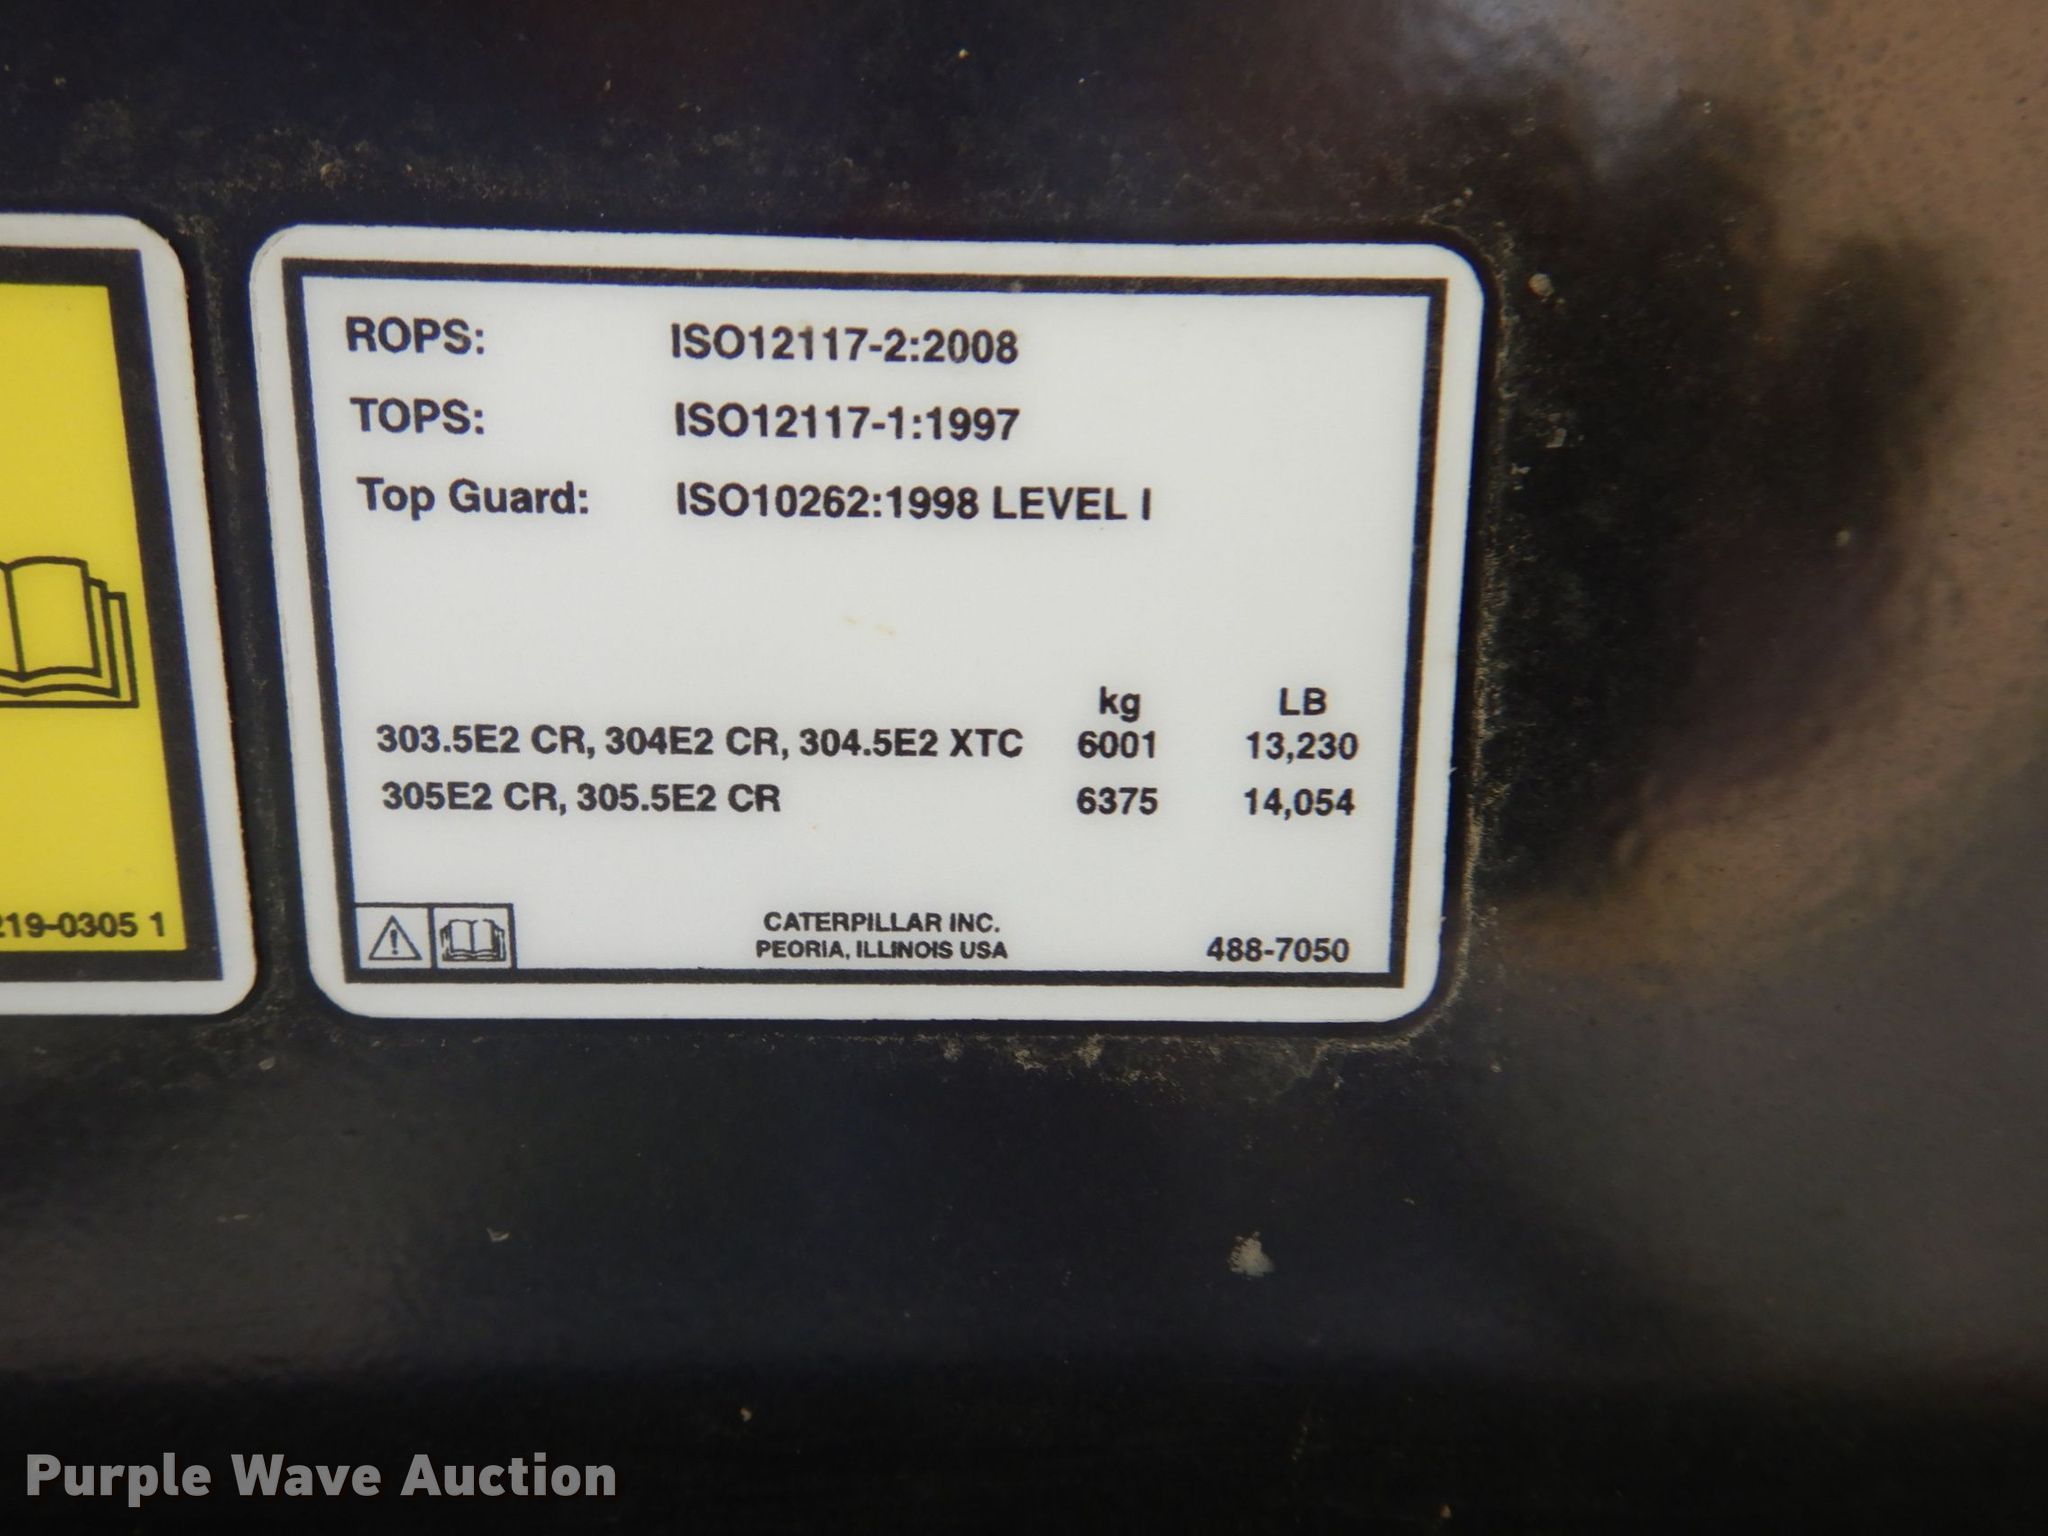 ROPS: ISO12117-2:2008
TOPS: ISO12117-1:1997
Top Guard: ISO10262:1998 LEVEL I
kg LB
303.5E2 CR, 304E2 CR, 304.5E2 XTC 6001 13,230
305E2 CR, 305.5E2 CR 6375 14,054
CATERPILLAR INC.
PEORIA, ILLINOIS USA
488-7050
219-0305 1
Purple Wave Auction